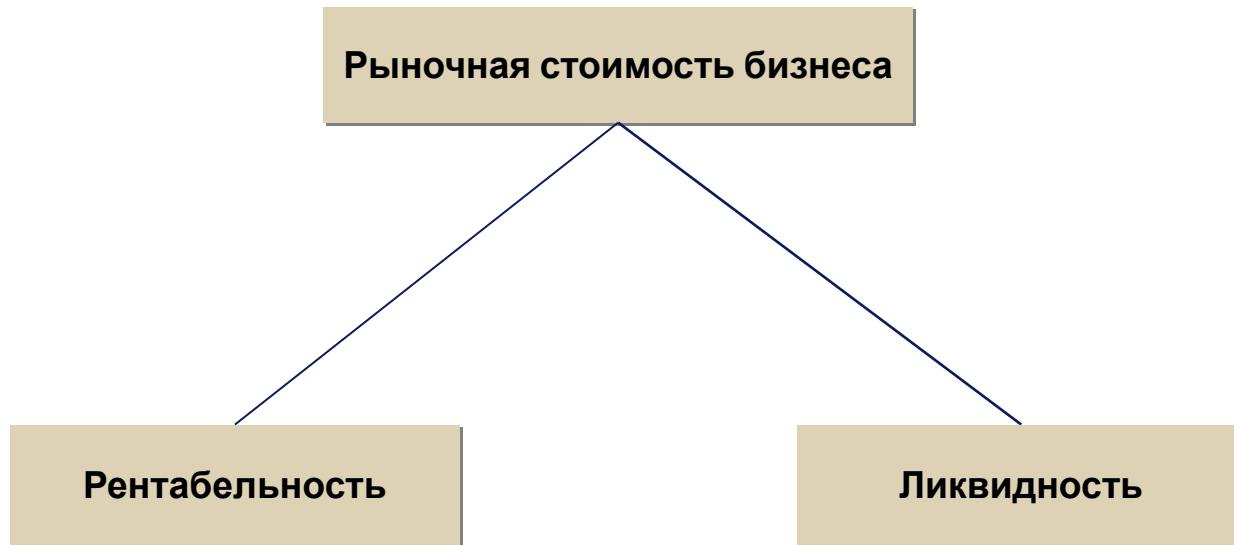 Рыночная стоимость бизнеса
Рентабельность
Ликвидность